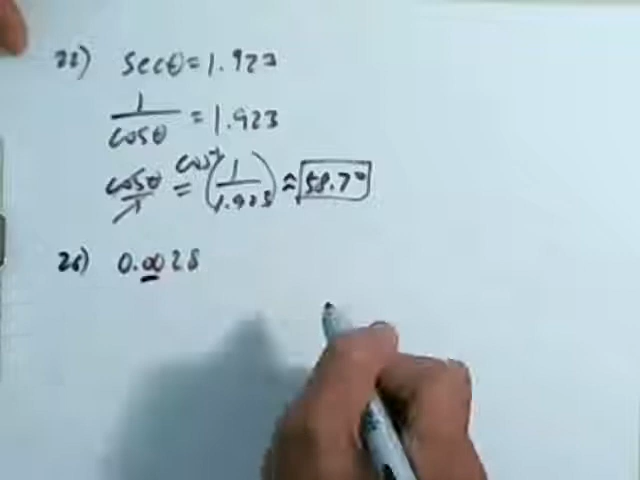 22) secθ = 1.923
1/cosθ = 1.923
cosθ/1 = cos⁻¹(1/1.923) ≈ 58.7°
26) 0.0028